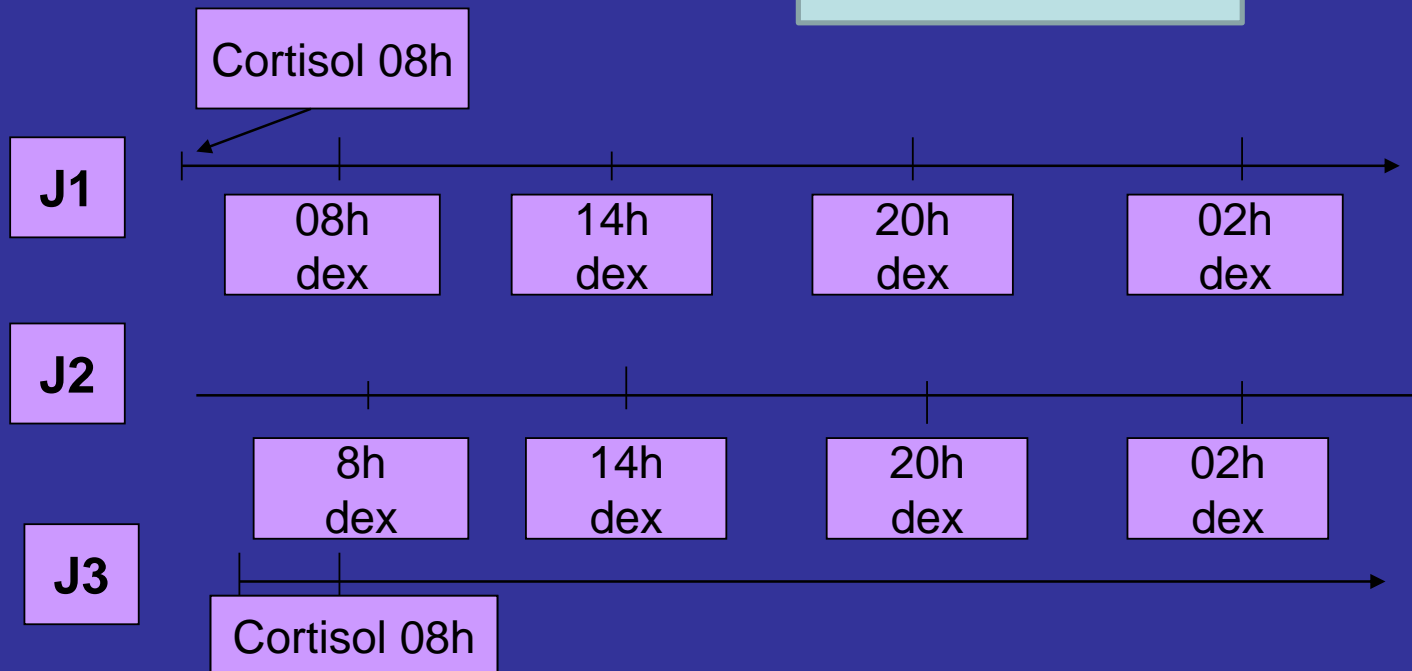 Cortisol 08h
J1
08h
dex
14h
dex
20h
dex
02h
dex
J2
8h
dex
14h
dex
20h
dex
02h
dex
J3
Cortisol 08h